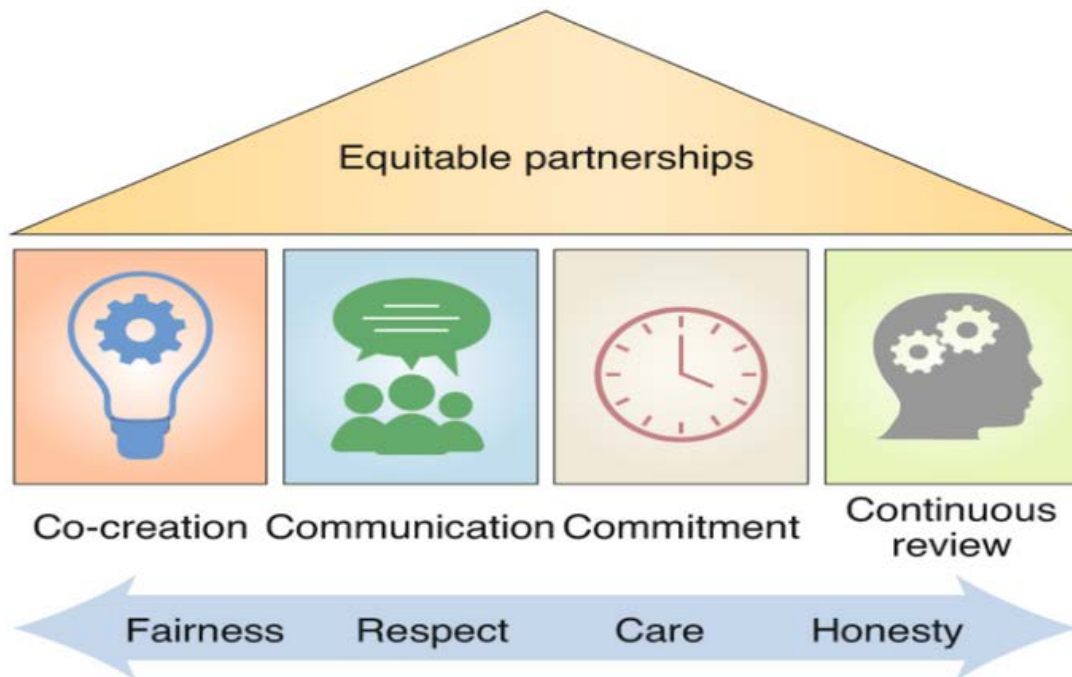 Equitable partnerships
Co-creation Communication Commitment Continuous
review
Fairness Respect Care Honesty